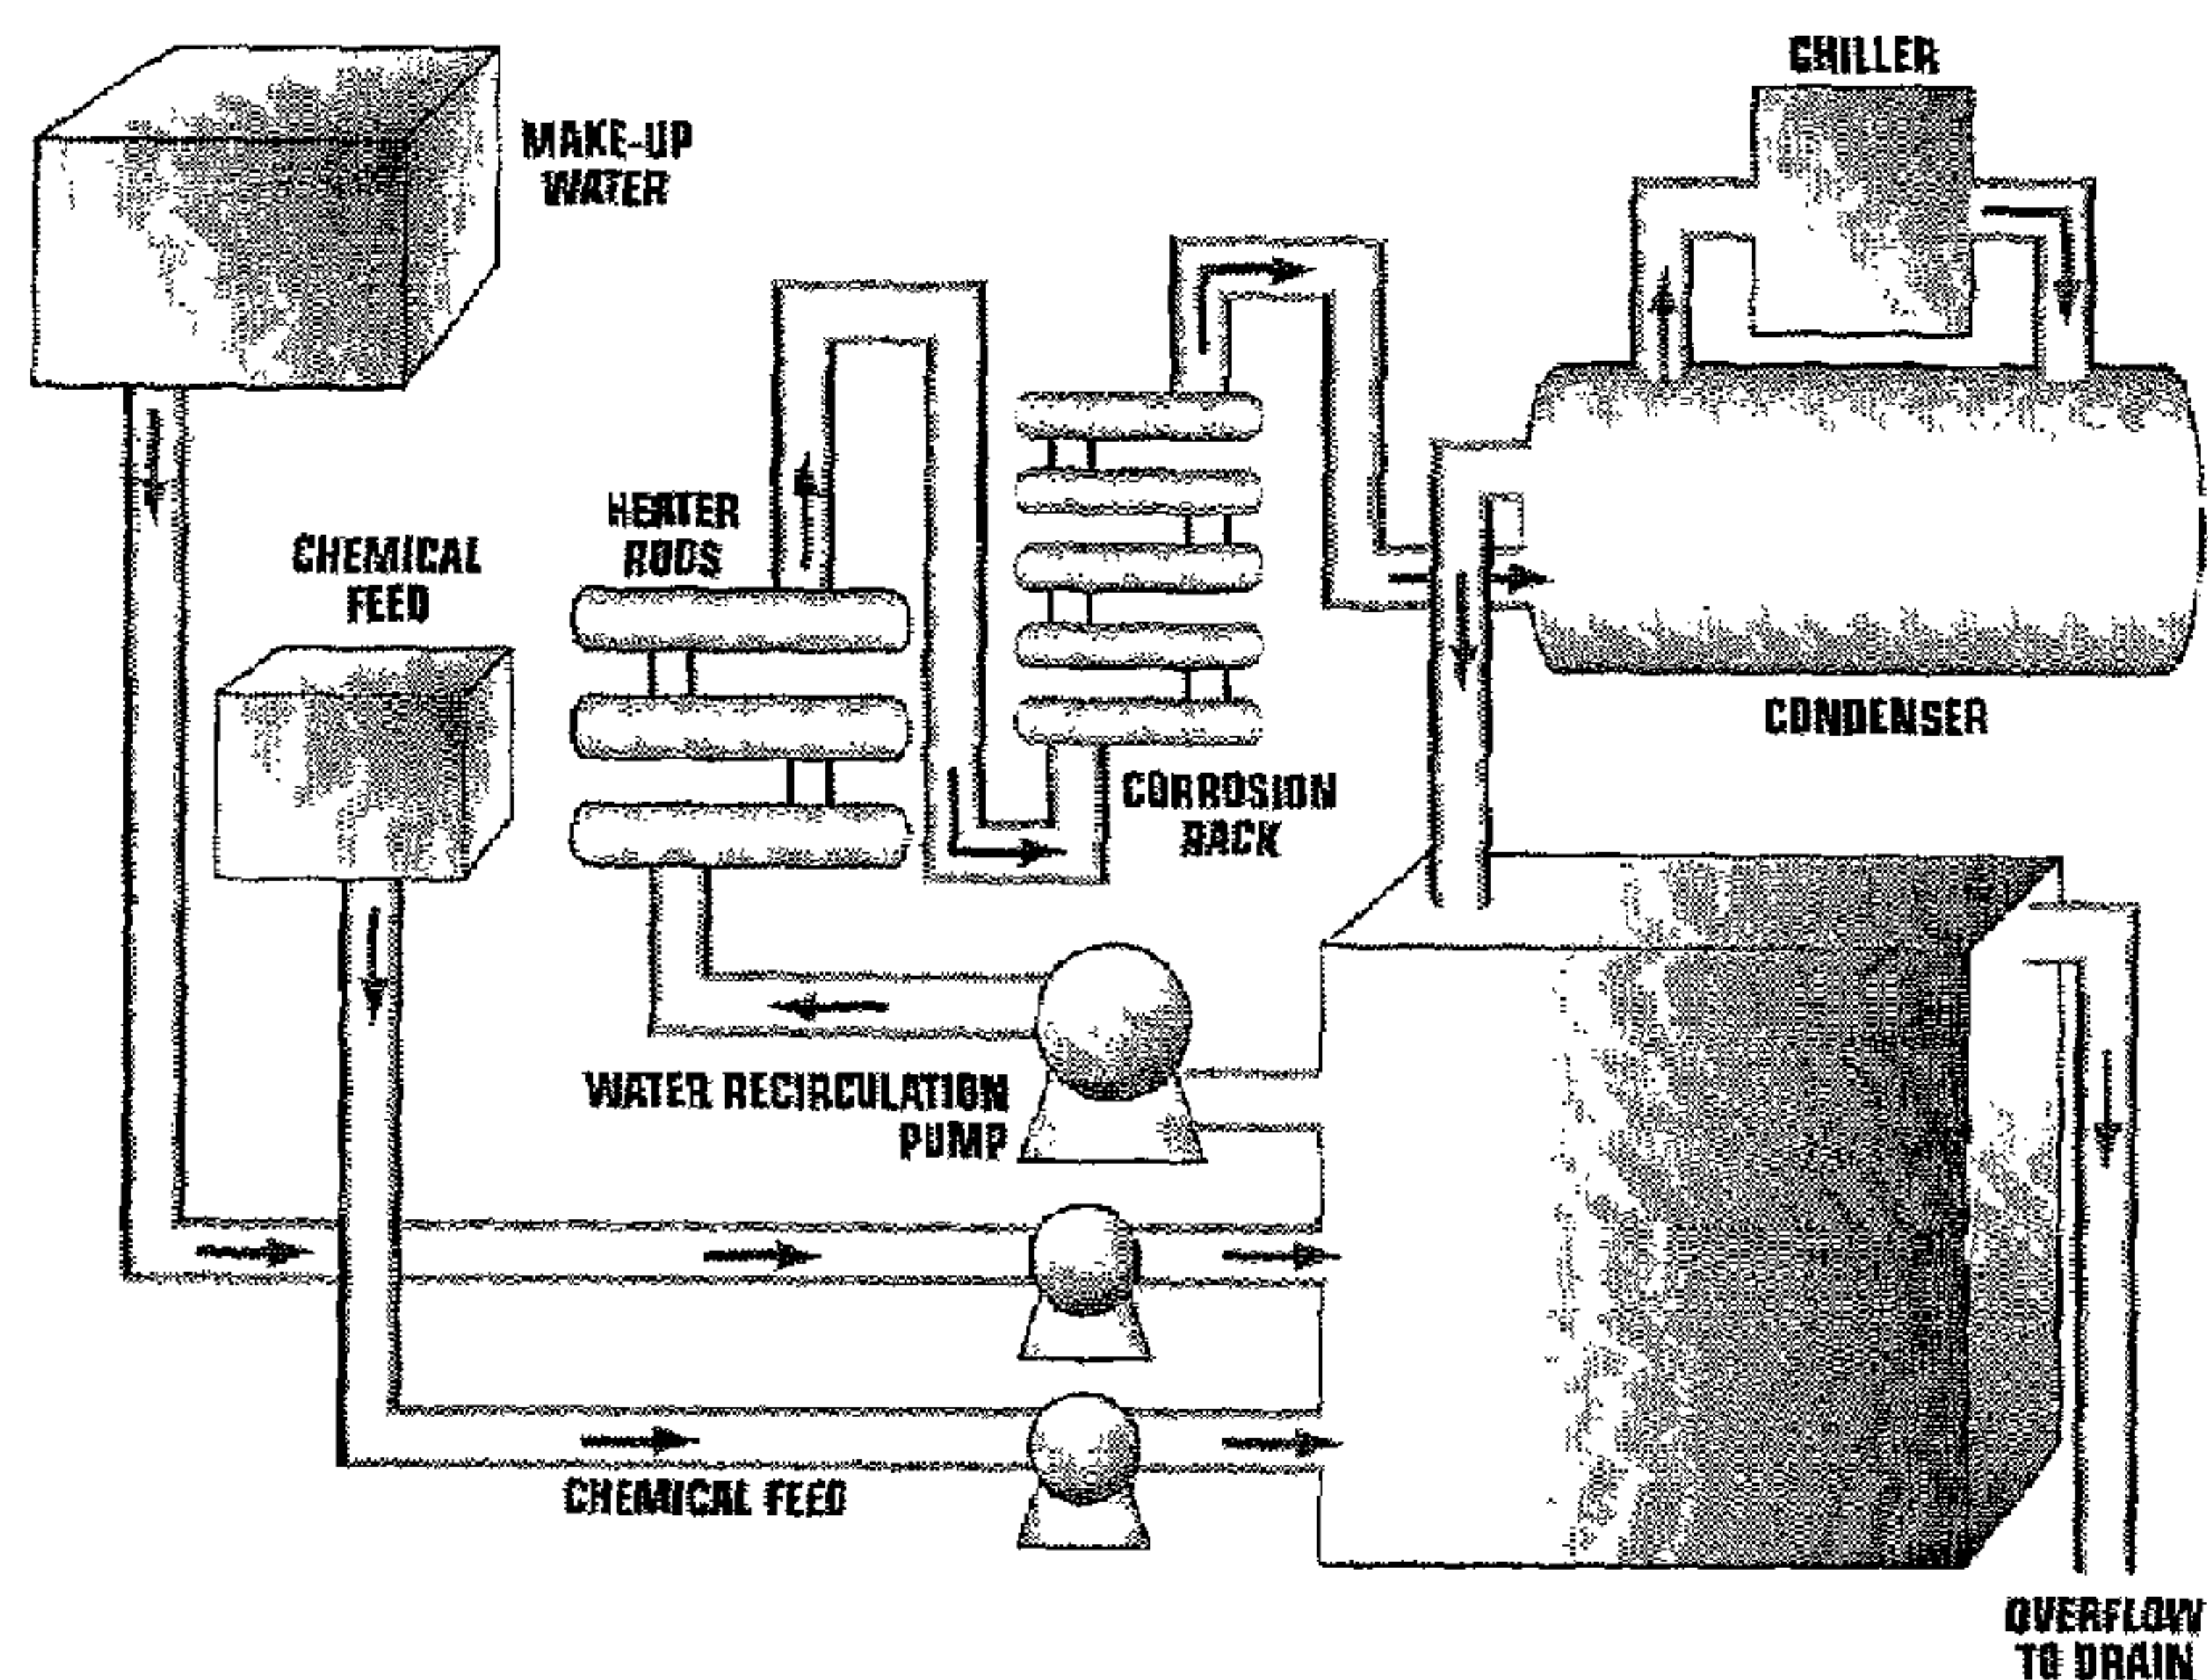 CHILLER
MAKE-UP
WATER
HEATER
RODS
CHEMICAL
FEED
CONDENSER
CORROSION
RACK
WATER RECIRCULATION
PUMP
CHEMICAL FEED
OVERFLOW
TO DRAIN